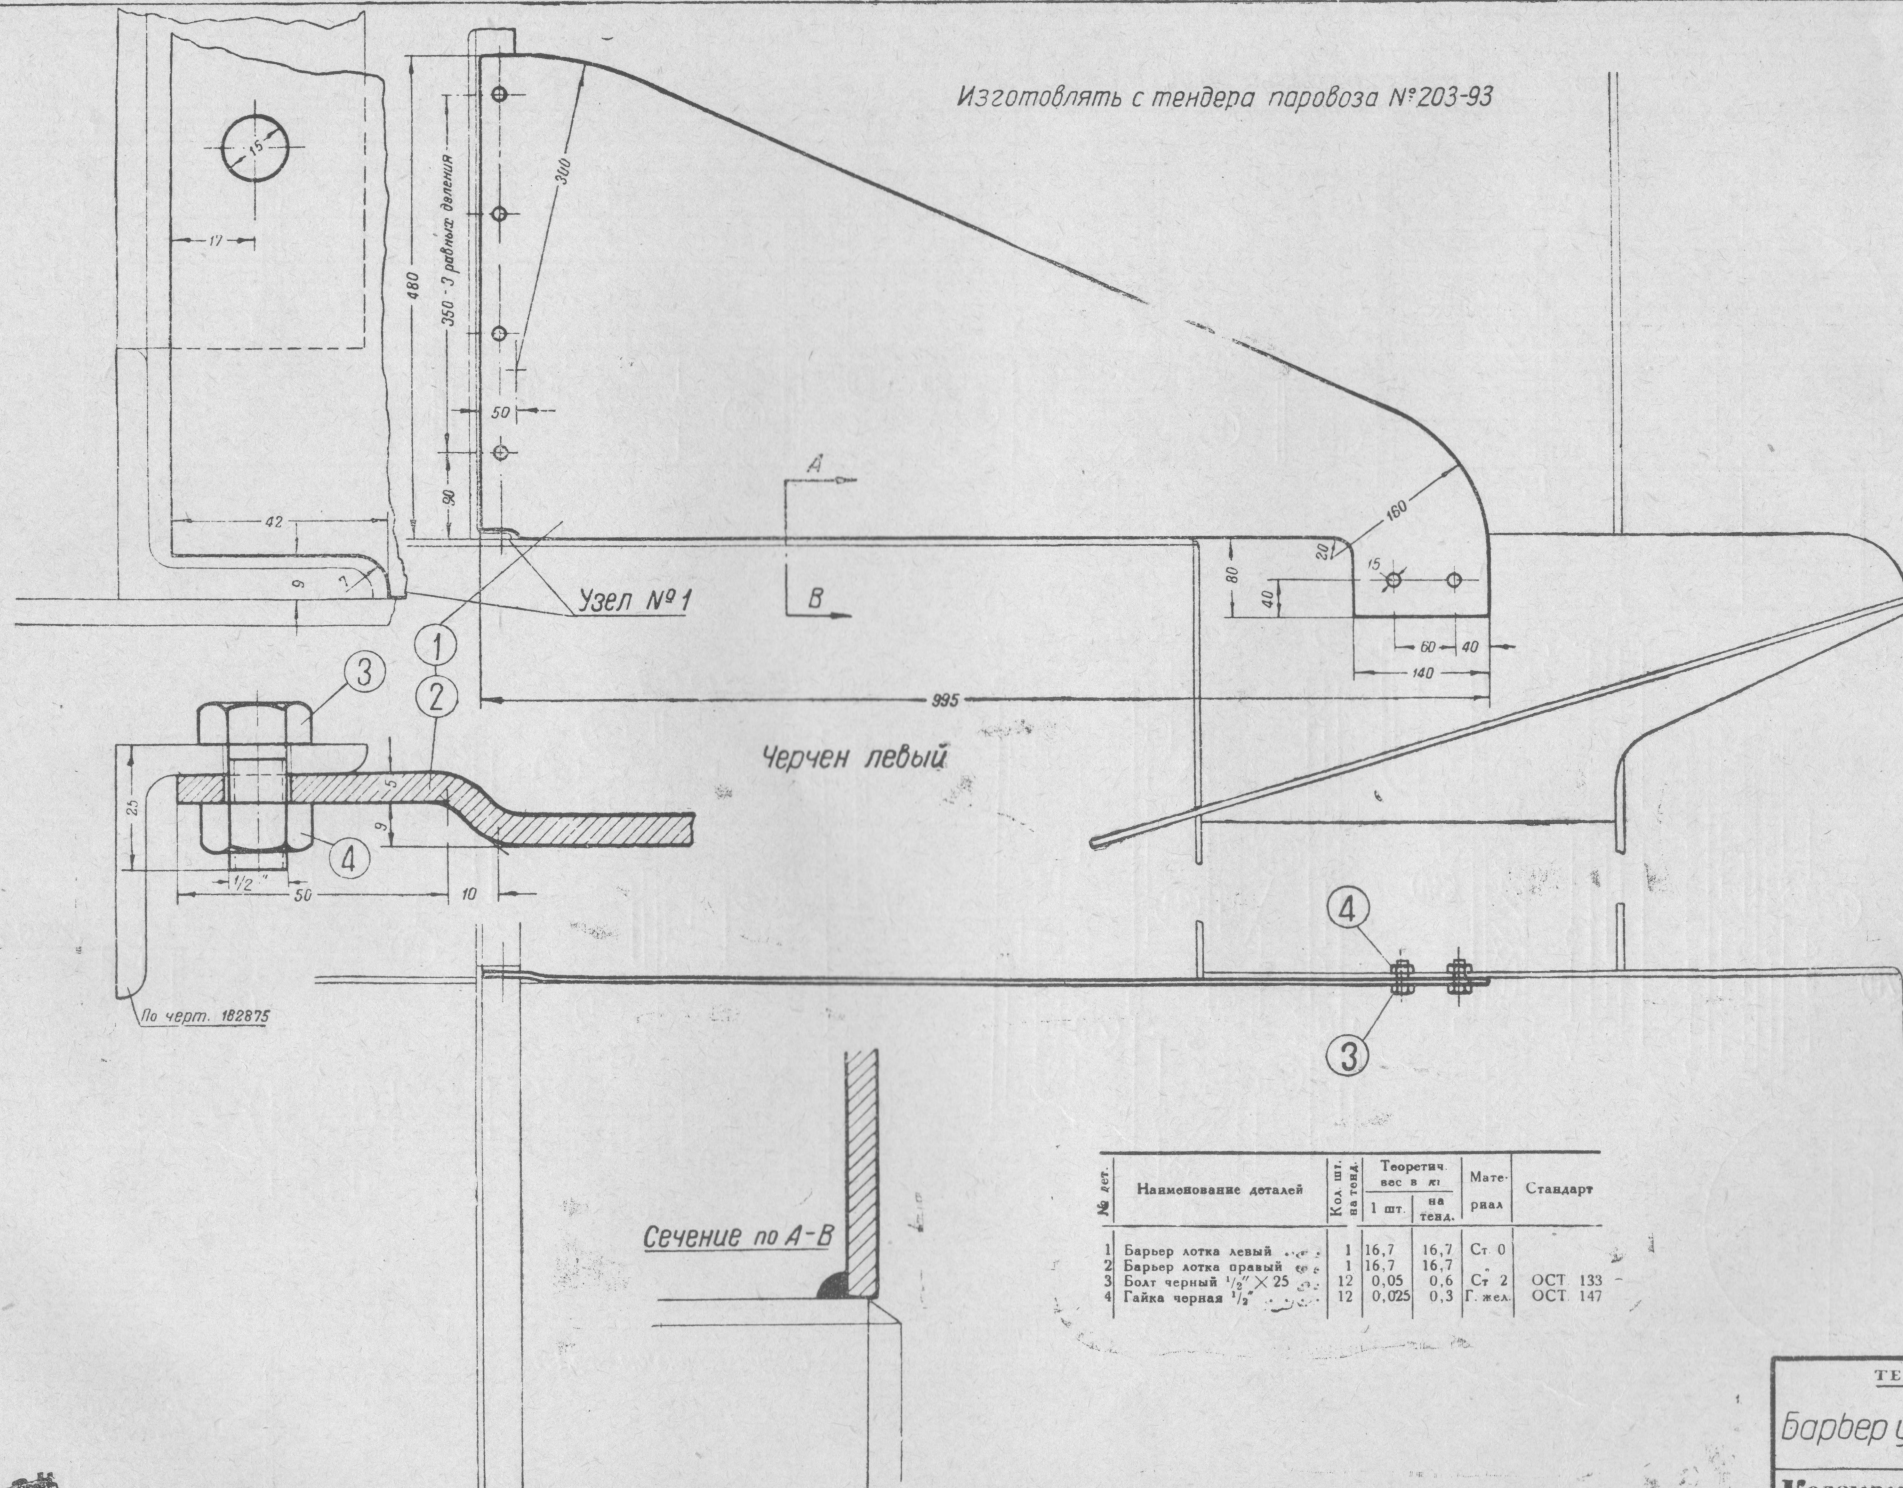 Изготовлять с тендера паровоза №203-93
15
17
42
9
7
480
350 - 3 равных деления
90
300
50
А
В
160
20
15
80
40
60
40
140
995
Узел №1
1
2
3
4
Черчен левый
25
5
9
1/2"
50
10
По черт. 182875
4
3
Сечение по А-В
№ дет. Наименование деталей Кол. шт. на тенд. Теоретич. вес в кг 1 шт. на тенд. Мате-риал Стандарт
1 Барьер лотка левый 1 16,7 16,7 Ст 0
2 Барьер лотка правый 1 16,7 16,7 "
3 Болт черный 1/2" × 25 12 0,05 0,6 Ст 2 ОСТ 133
4 Гайка черная 1/2" 12 0,025 0,3 Г. жел. ОСТ 147
ТЕ
Барьер